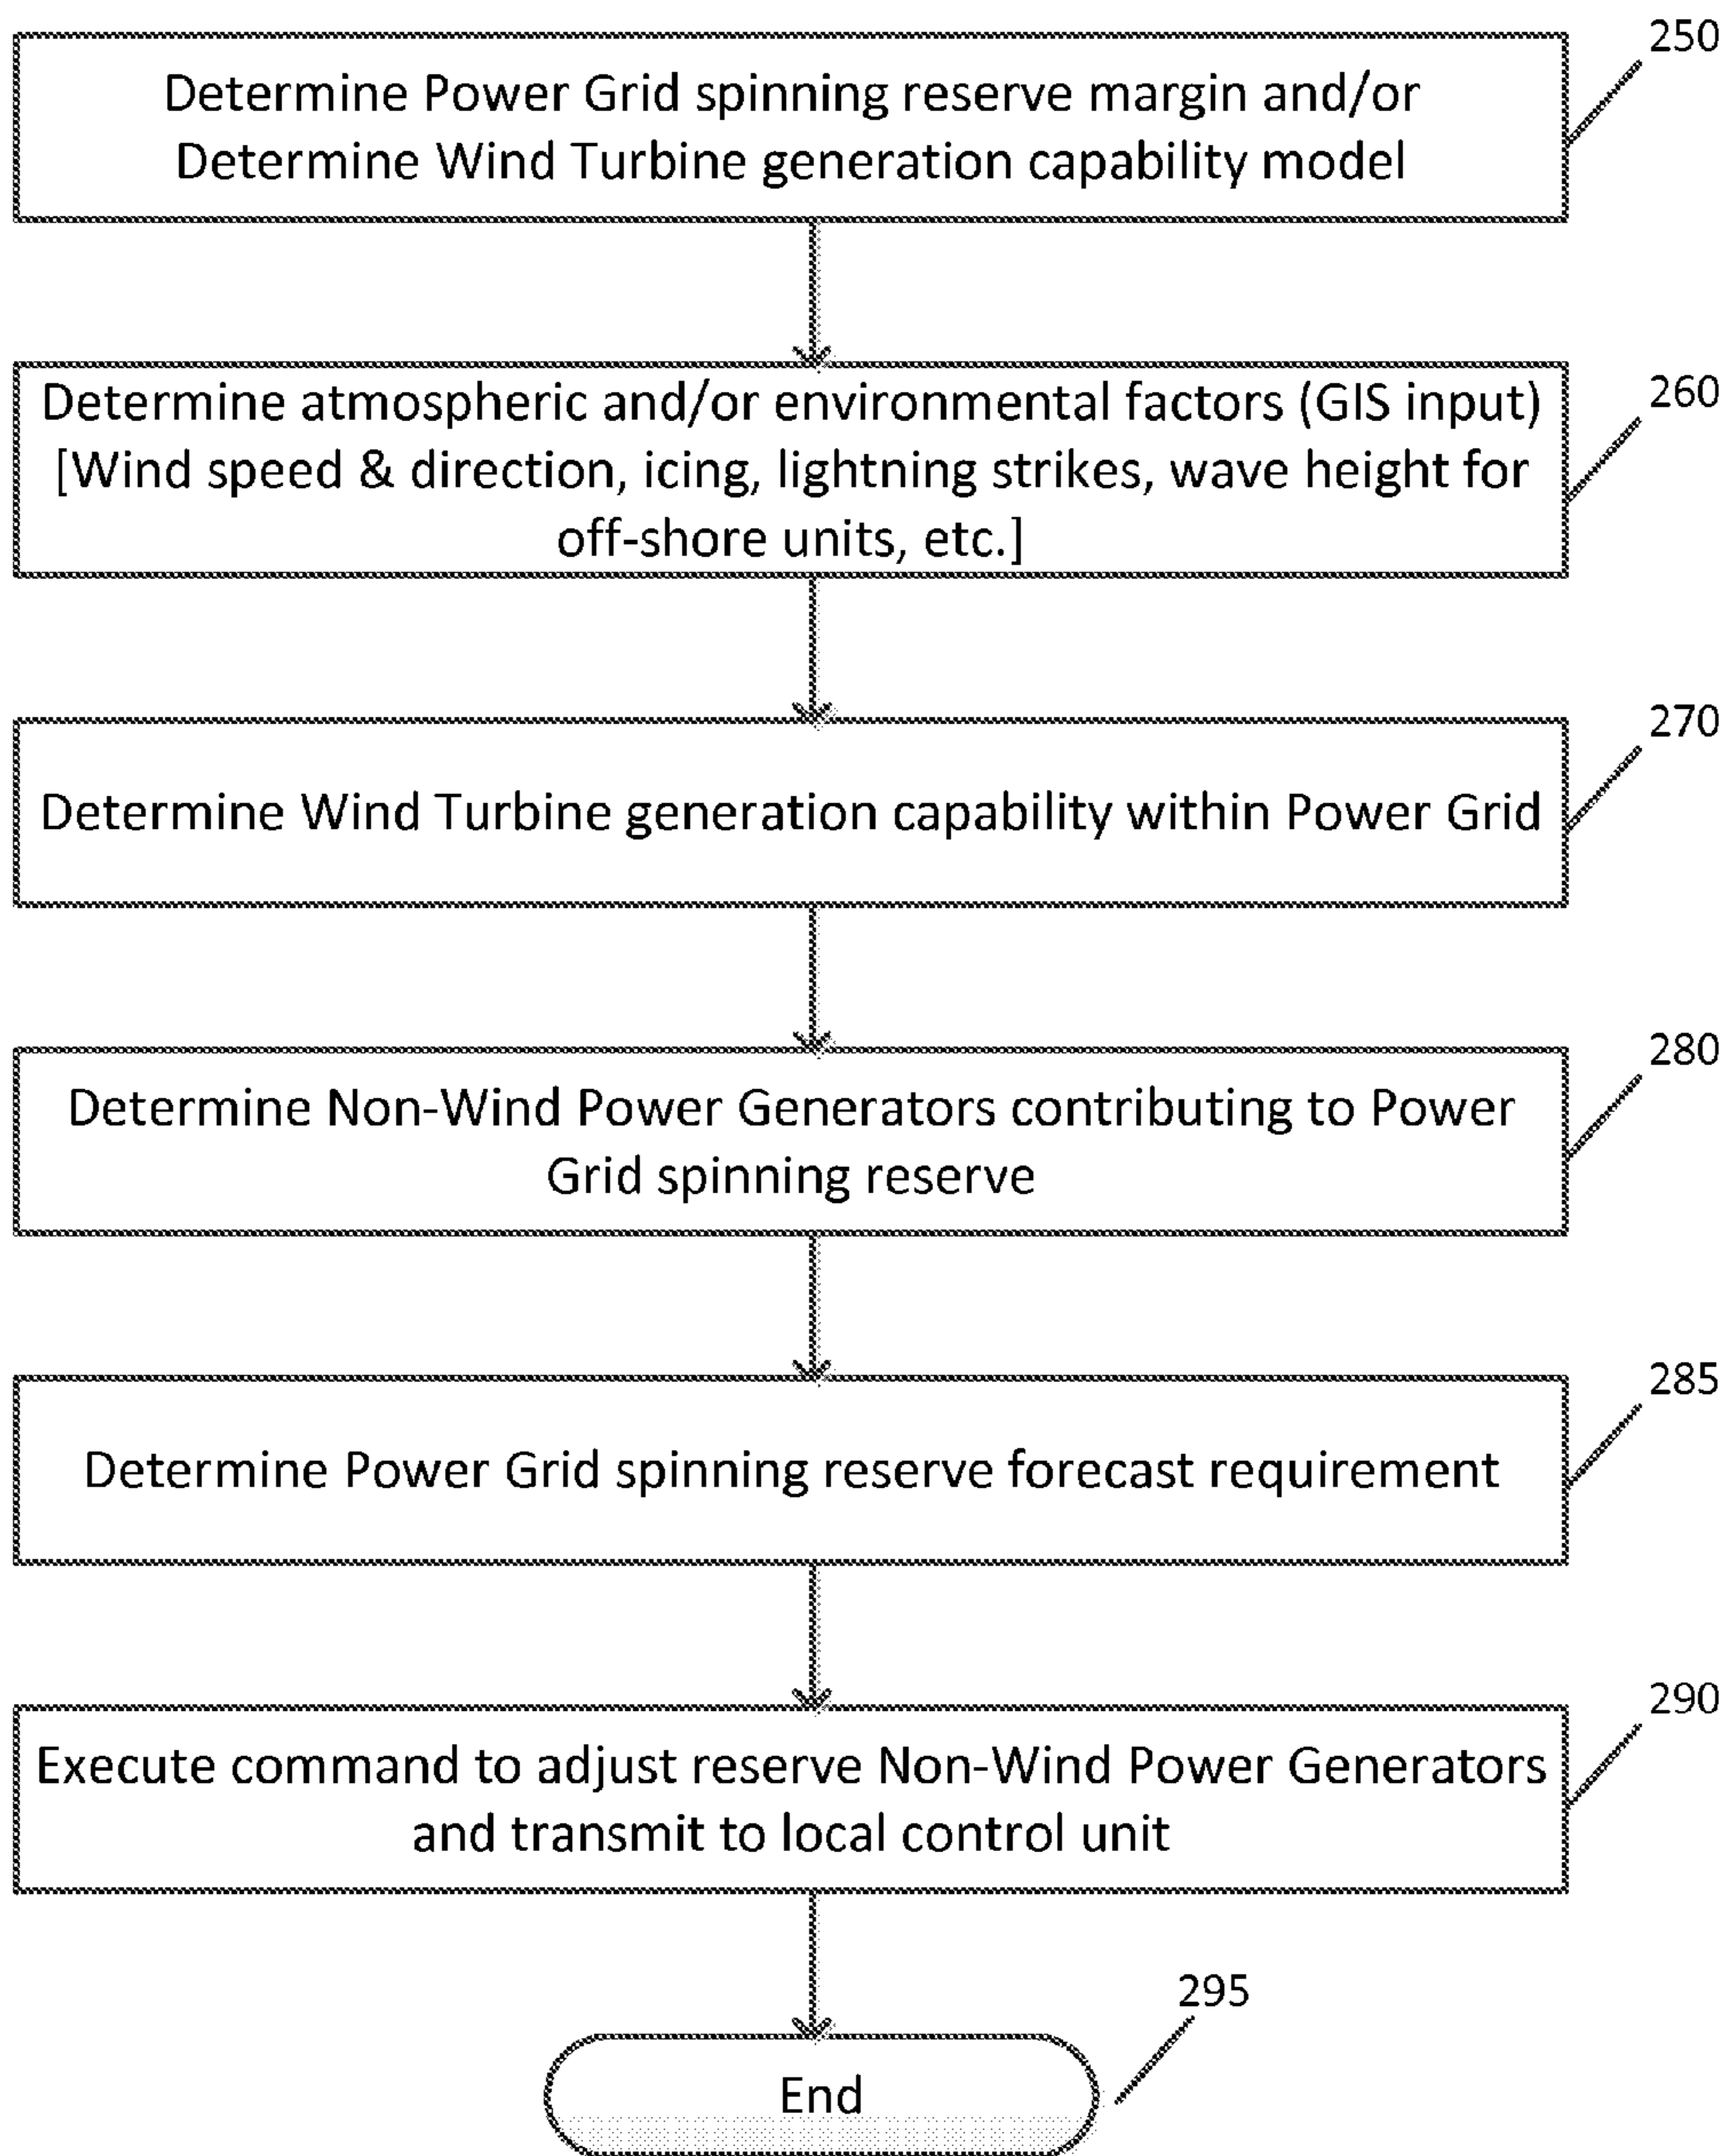 250
Determine Power Grid spinning reserve margin and/or
Determine Wind Turbine generation capability model
260
Determine atmospheric and/or environmental factors (GIS input)
[Wind speed & direction, icing, lightning strikes, wave height for
off-shore units, etc.]
270
Determine Wind Turbine generation capability within Power Grid
280
Determine Non-Wind Power Generators contributing to Power
Grid spinning reserve
285
Determine Power Grid spinning reserve forecast requirement
290
Execute command to adjust reserve Non-Wind Power Generators
and transmit to local control unit
295
End